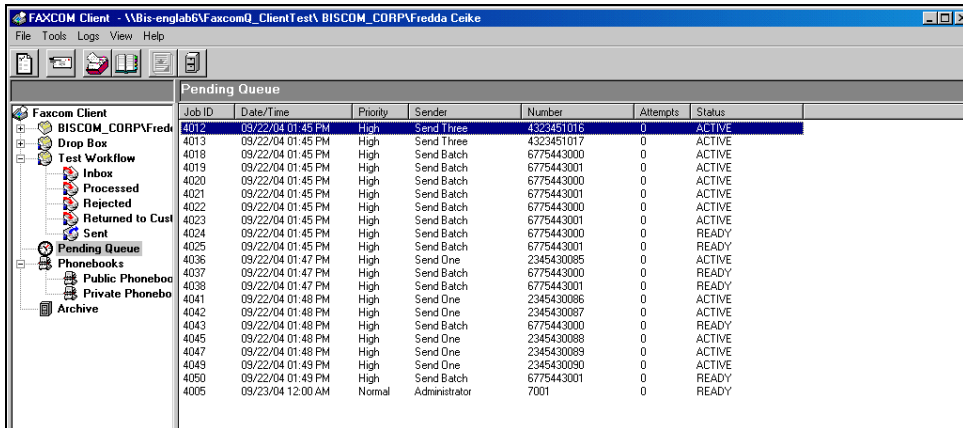 FAXCOM Client - \\Bis-englab6\FaxcomQ_ClientTest\ BISCOM_CORP\Fredda Ceike
File Tools Logs View Help
Pending Queue
Faxcom Client
BISCOM_CORP\Fredd
Drop Box
Test Workflow
Inbox
Processed
Rejected
Returned to Cust
Sent
Pending Queue
Phonebooks
Public Phoneboo
Private Phonebo
Archive
Job ID Date/Time Priority Sender Number Attempts Status
4012 09/22/04 01:45 PM High Send Three 4323451016 0 ACTIVE
4013 09/22/04 01:45 PM High Send Three 4323451017 0 ACTIVE
4018 09/22/04 01:45 PM High Send Batch 6775443000 0 ACTIVE
4019 09/22/04 01:45 PM High Send Batch 6775443001 0 ACTIVE
4020 09/22/04 01:45 PM High Send Batch 6775443000 0 ACTIVE
4021 09/22/04 01:45 PM High Send Batch 6775443001 0 ACTIVE
4022 09/22/04 01:45 PM High Send Batch 6775443000 0 ACTIVE
4023 09/22/04 01:45 PM High Send Batch 6775443001 0 ACTIVE
4024 09/22/04 01:45 PM High Send Batch 6775443000 0 READY
4025 09/22/04 01:45 PM High Send Batch 6775443001 0 READY
4036 09/22/04 01:47 PM High Send One 2345430085 0 ACTIVE
4037 09/22/04 01:47 PM High Send Batch 6775443000 0 READY
4038 09/22/04 01:47 PM High Send Batch 6775443001 0 READY
4041 09/22/04 01:48 PM High Send One 2345430086 0 ACTIVE
4042 09/22/04 01:48 PM High Send One 2345430087 0 ACTIVE
4043 09/22/04 01:48 PM High Send Batch 6775443000 0 READY
4045 09/22/04 01:48 PM High Send One 2345430088 0 ACTIVE
4047 09/22/04 01:48 PM High Send One 2345430089 0 ACTIVE
4049 09/22/04 01:49 PM High Send One 2345430090 0 ACTIVE
4050 09/22/04 01:49 PM High Send Batch 6775443001 0 READY
4005 09/23/04 12:00 AM Normal Administrator 7001 0 READY